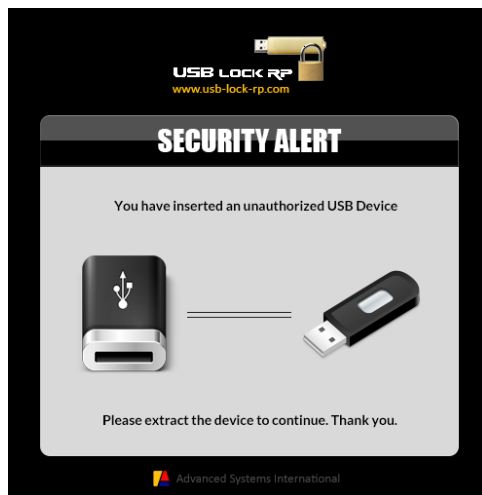 USB LOCK RP
www.usb-lock-rp.com
SECURITY ALERT
You have inserted an unauthorized USB Device
Please extract the device to continue. Thank you.
Advanced Systems International